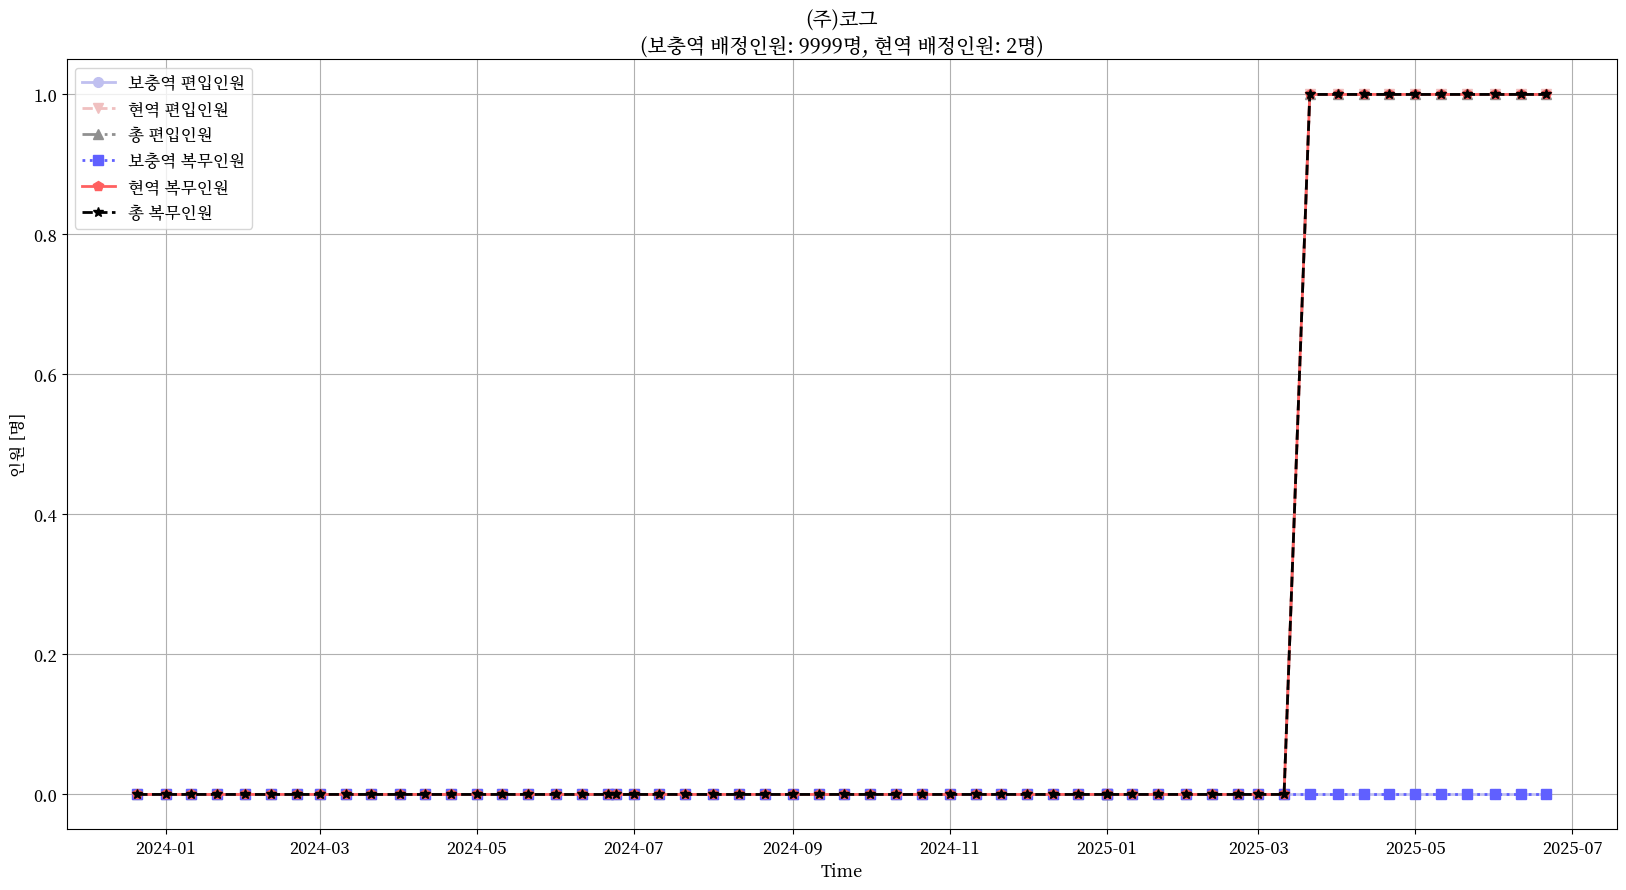 (주)코그
(보충역 배정인원: 9999명, 현역 배정인원: 2명)
보충역 편입인원
현역 편입인원
총 편입인원
보충역 복무인원
현역 복무인원
총 복무인원
인원 [명]
1.0
0.8
0.6
0.4
0.2
0.0
2024-01 2024-03 2024-05 2024-07 2024-09 2024-11 2025-01 2025-03 2025-05 2025-07
Time